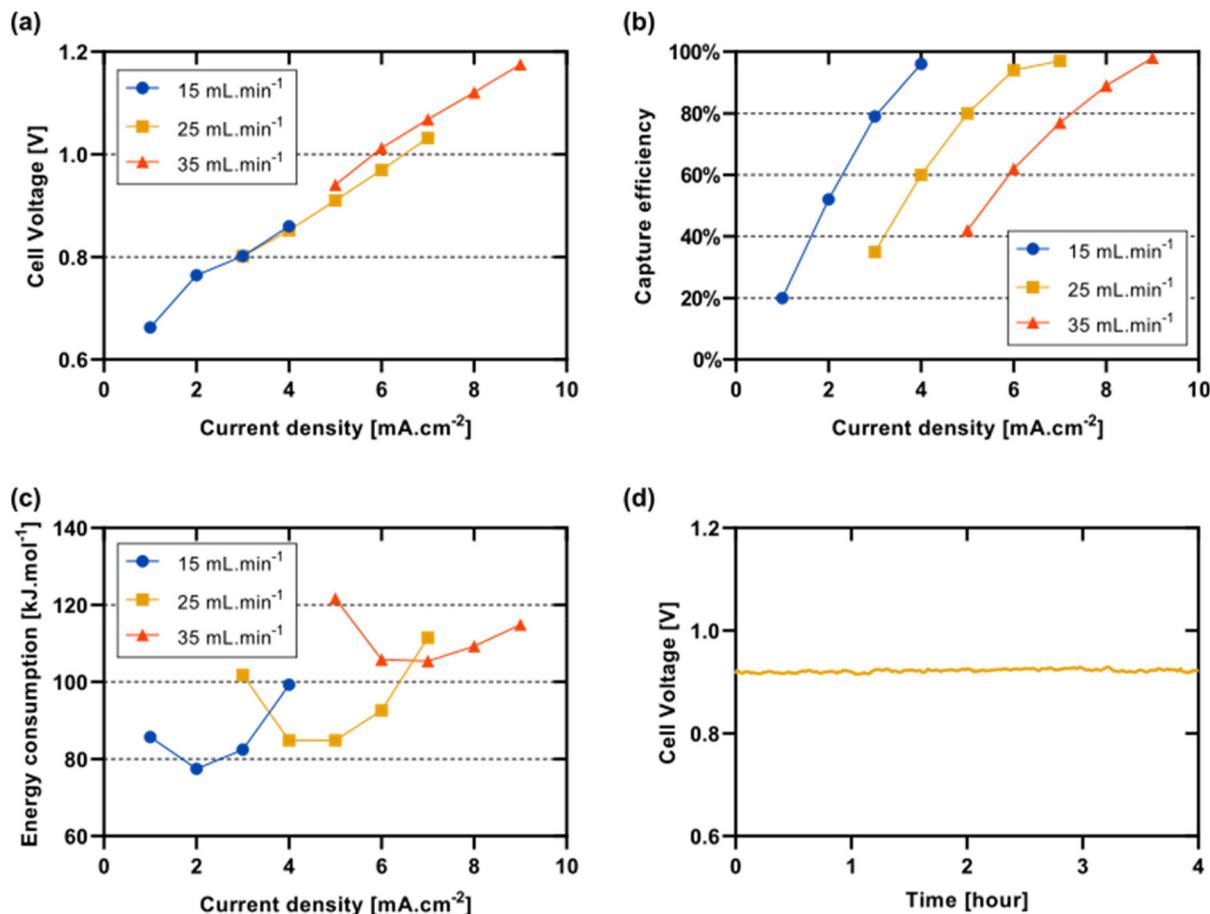 (a)
1.2
1.0
0.8
0.6
Cell Voltage [V]
15 mL.min⁻¹
25 mL.min⁻¹
35 mL.min⁻¹
0 2 4 6 8 10
Current density [mA.cm⁻²]
(b)
100%
80%
60%
40%
20%
0%
Capture efficiency
15 mL.min⁻¹
25 mL.min⁻¹
35 mL.min⁻¹
0 2 4 6 8 10
Current density [mA.cm⁻²]
(c)
140
120
100
80
60
Energy consumption [kJ.mol⁻¹]
15 mL.min⁻¹
25 mL.min⁻¹
35 mL.min⁻¹
0 2 4 6 8 10
Current density [mA.cm⁻²]
(d)
1.2
1.0
0.8
0.6
Cell Voltage [V]
0 1 2 3 4
Time [hour]